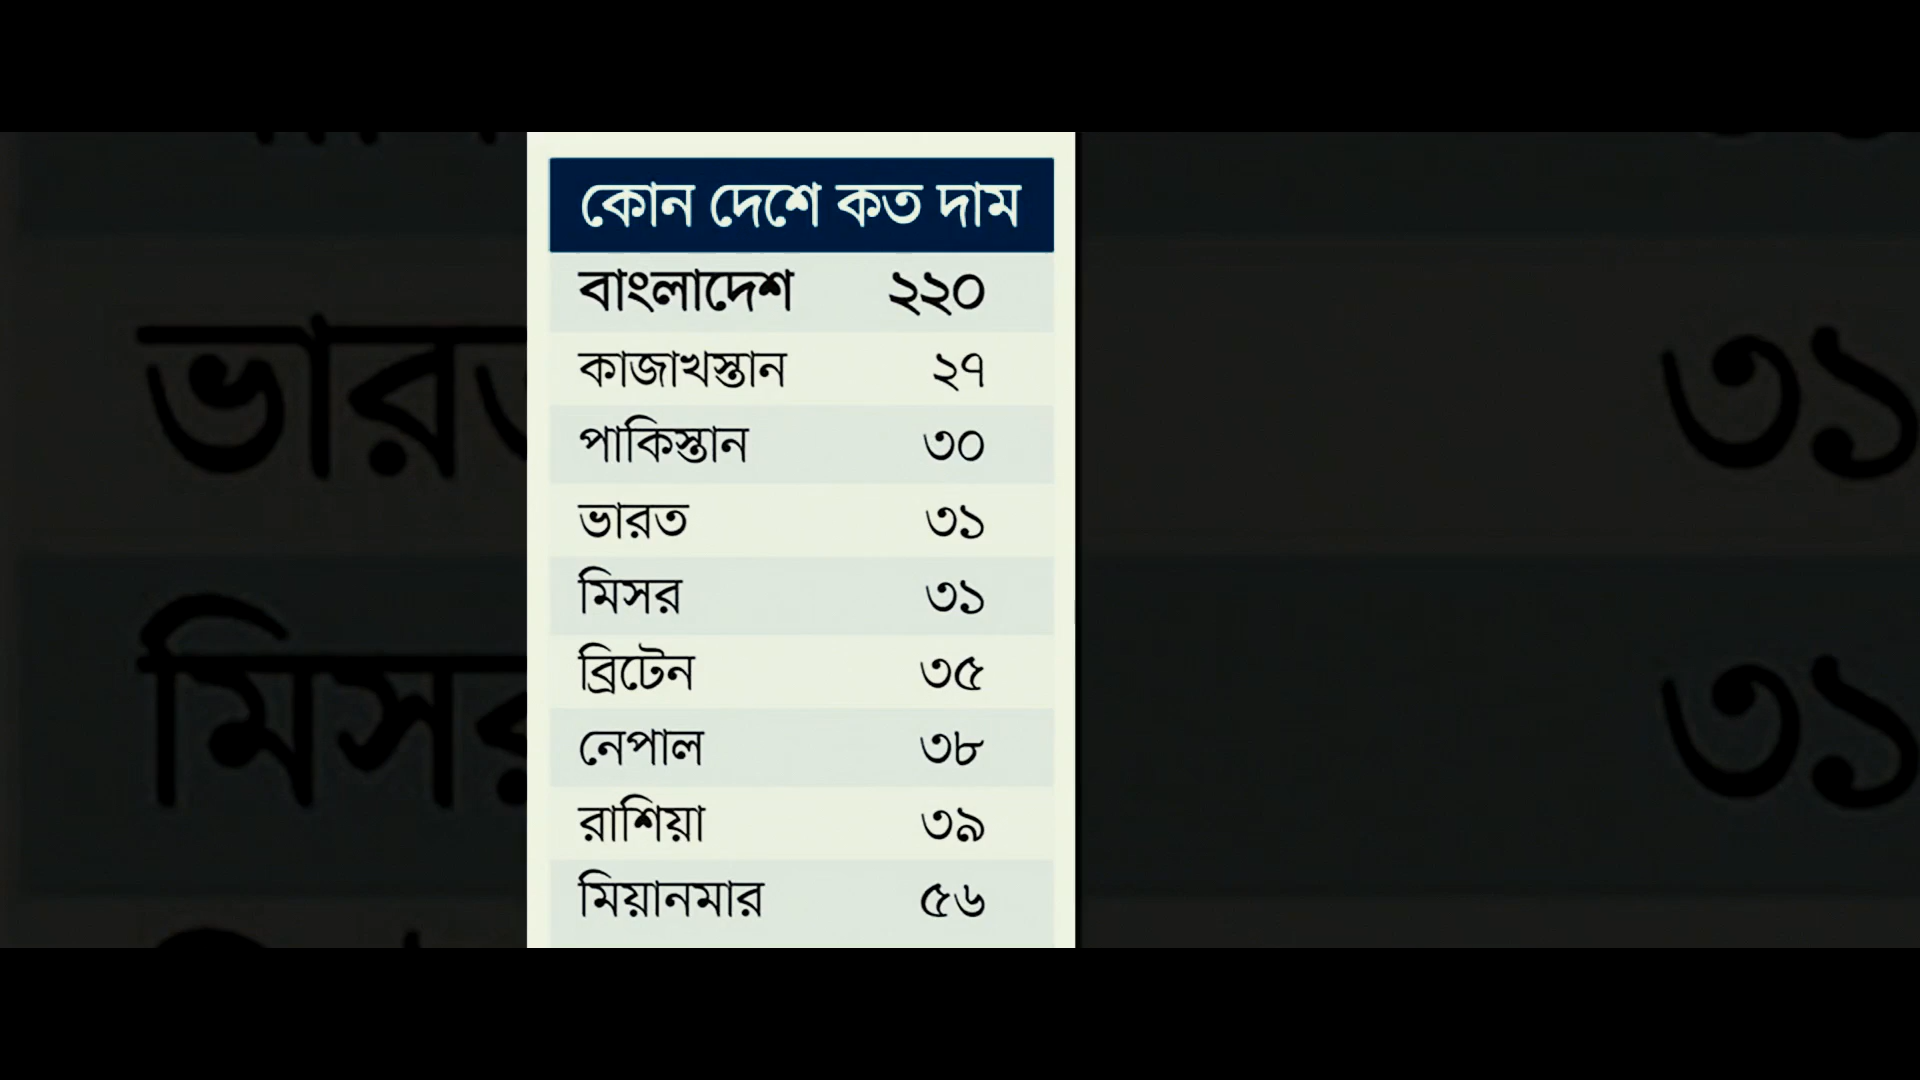 কোন দেশে কত দাম
বাংলাদেশ ২২০
কাজাখস্তান ২৭
পাকিস্তান ৩০
ভারত ৩১
মিসর ৩১
ব্রিটেন ৩৫
নেপাল ৩৮
রাশিয়া ৩৯
মিয়ানমার ৫৬